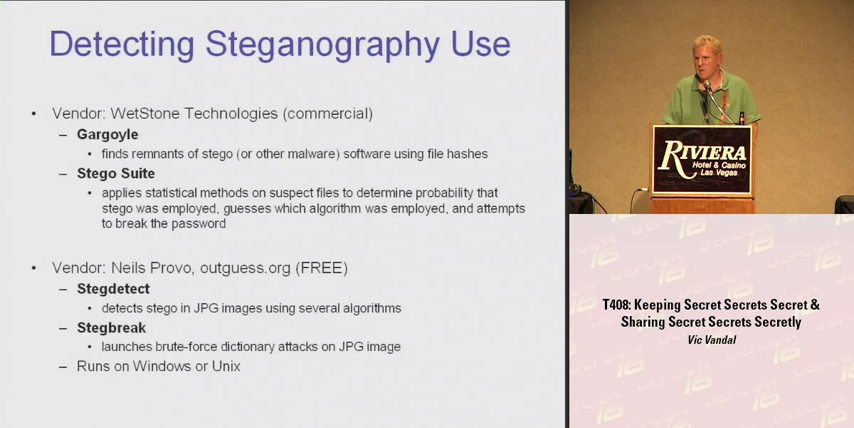 Detecting Steganography Use
• Vendor: WetStone Technologies (commercial)
– Gargoyle
• finds remnants of stego (or other malware) software using file hashes
– Stego Suite
• applies statistical methods on suspect files to determine probability that
stego was employed, guesses which algorithm was employed, and attempts
to break the password
• Vendor: Neils Provo, outguess.org (FREE)
– Stegdetect
• detects stego in JPG images using several algorithms
– Stegbreak
• launches brute-force dictionary attacks on JPG image
– Runs on Windows or Unix
RIVIERA
Hotel & Casino
Las Vegas
T408: Keeping Secret Secrets Secret &
Sharing Secret Secrets Secretly
Vic Vandal